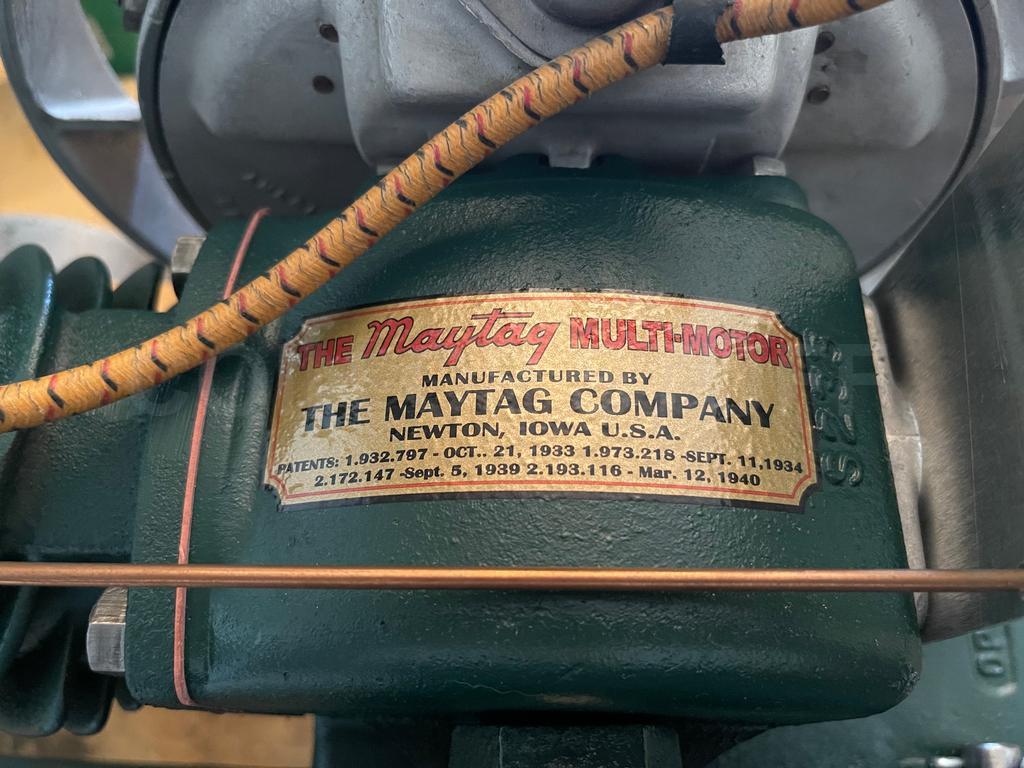 THE Maytag MULTI-MOTOR
MANUFACTURED BY
THE MAYTAG COMPANY
NEWTON, IOWA U.S.A.
PATENTS: 1.932.797 - OCT.. 21, 1933 1.973.218 -SEPT. 11,1934
2.172.147 -Sept. 5, 1939 2.193.116 - Mar. 12, 1940